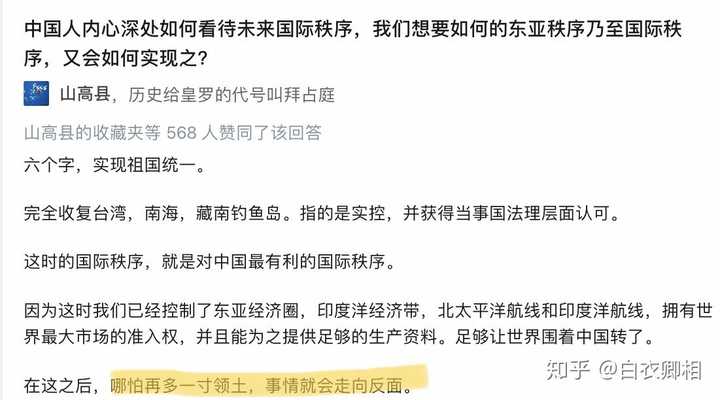 中国人内心深处如何看待未来国际秩序，我们想要如何的东亚秩序乃至国际秩
序，又会如何实现之?
山高县，历史给皇罗的代号叫拜占庭
山高县的收藏夹等 568 人赞同了该回答
六个字，实现祖国统一。
完全收复台湾，南海，藏南钓鱼岛。指的是实控，并获得当事国法理层面认可。
这时的国际秩序，就是对中国最有利的国际秩序。
因为这时我们已经控制了东亚经济圈，印度洋经济带，北太平洋航线和印度洋航线，拥有世
界最大市场的准入权，并且能为之提供足够的生产资料。足够让世界围着中国转了。
在这之后，哪怕再多一寸领土，事情就会走向反面。
知乎 @白衣卿相